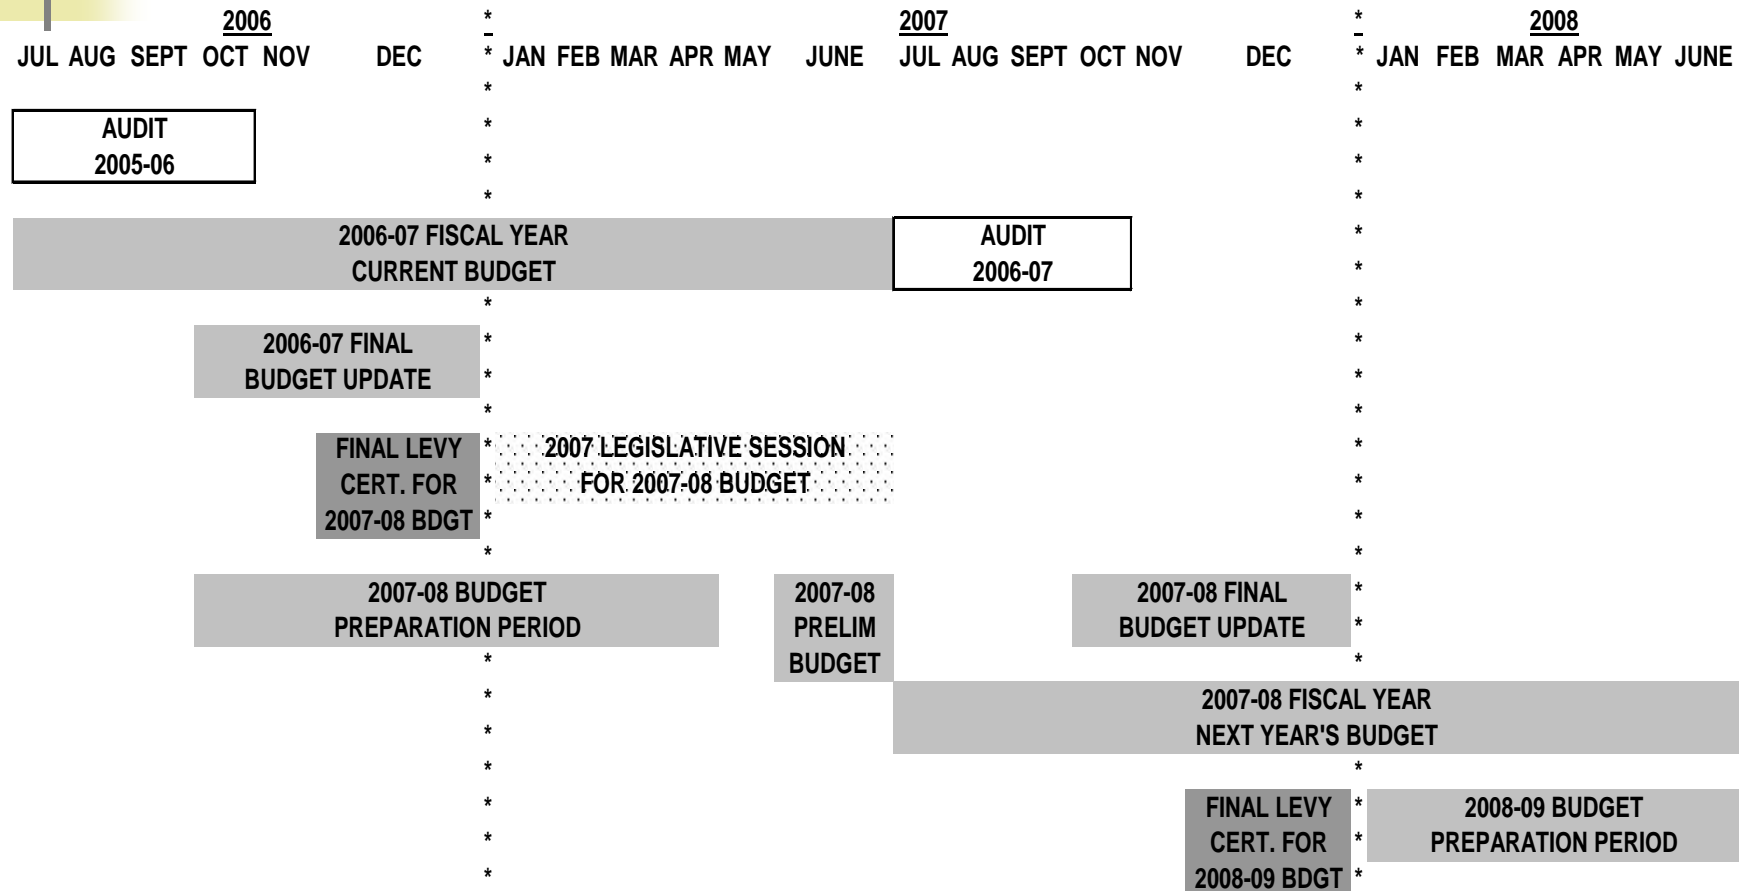 2006 * 2007 * 2008
JUL AUG SEPT OCT NOV DEC * JAN FEB MAR APR MAY JUNE JUL AUG SEPT OCT NOV DEC * JAN FEB MAR APR MAY JUNE
* *
AUDIT * *
2005-06 * *
* *
2006-07 FISCAL YEAR AUDIT *
CURRENT BUDGET 2006-07 *
* *
2006-07 FINAL * *
BUDGET UPDATE * *
* *
FINAL LEVY * 2007 LEGISLATIVE SESSION *
CERT. FOR * FOR 2007-08 BUDGET *
2007-08 BDGT * *
* *
2007-08 BUDGET 2007-08 2007-08 FINAL *
PREPARATION PERIOD PRELIM BUDGET UPDATE *
* BUDGET *
* 2007-08 FISCAL YEAR
* NEXT YEAR'S BUDGET
* *
* FINAL LEVY * 2008-09 BUDGET
* CERT. FOR * PREPARATION PERIOD
* 2008-09 BDGT *